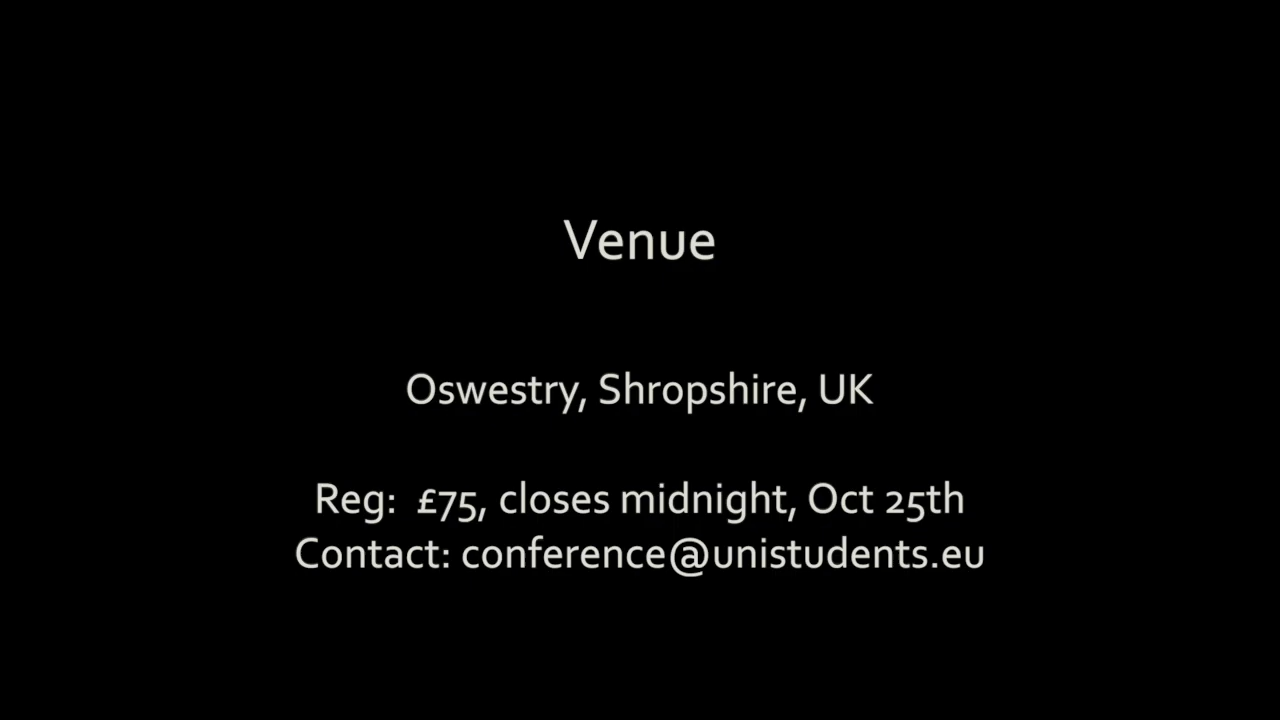 Venue
Oswestry, Shropshire, UK
Reg:  £75, closes midnight, Oct 25th
Contact: conference@unistudents.eu